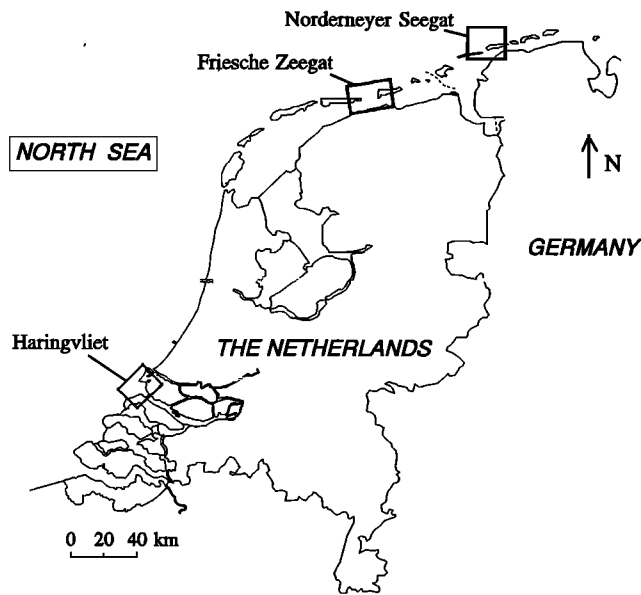 Norderneyer Seegat
Friesche Zeegat
NORTH SEA
N
GERMANY
Haringvliet
THE NETHERLANDS
0 20 40 km